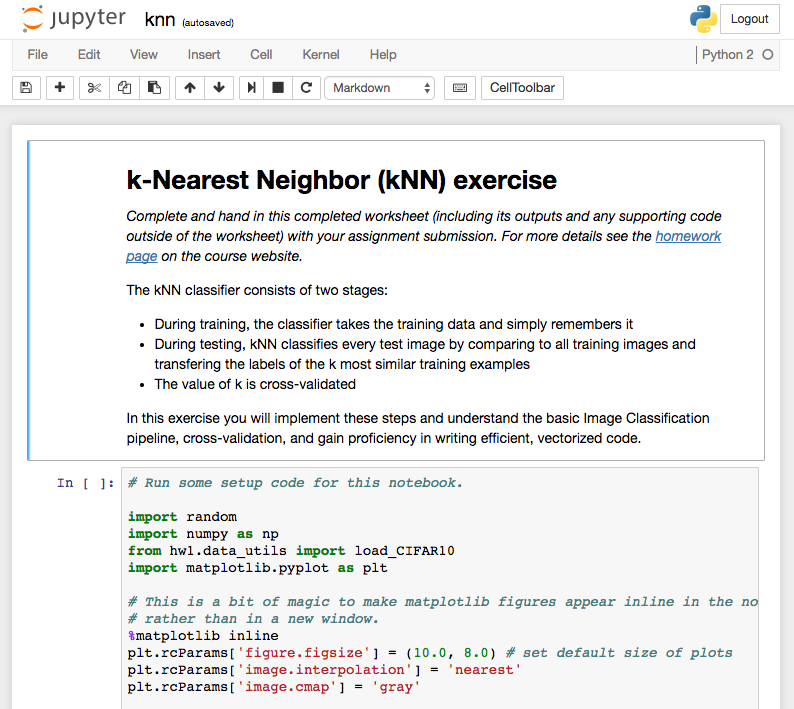 jupyter knn (autosaved) Logout
File Edit View Insert Cell Kernel Help Python 2
Markdown CellToolbar
k-Nearest Neighbor (kNN) exercise
Complete and hand in this completed worksheet (including its outputs and any supporting code
outside of the worksheet) with your assignment submission. For more details see the homework
page on the course website.
The kNN classifier consists of two stages:
• During training, the classifier takes the training data and simply remembers it
• During testing, kNN classifies every test image by comparing to all training images and
transfering the labels of the k most similar training examples
• The value of k is cross-validated
In this exercise you will implement these steps and understand the basic Image Classification
pipeline, cross-validation, and gain proficiency in writing efficient, vectorized code.
In [ ]: # Run some setup code for this notebook.
import random
import numpy as np
from hw1.data_utils import load_CIFAR10
import matplotlib.pyplot as plt
# This is a bit of magic to make matplotlib figures appear inline in the no
# rather than in a new window.
%matplotlib inline
plt.rcParams['figure.figsize'] = (10.0, 8.0) # set default size of plots
plt.rcParams['image.interpolation'] = 'nearest'
plt.rcParams['image.cmap'] = 'gray'